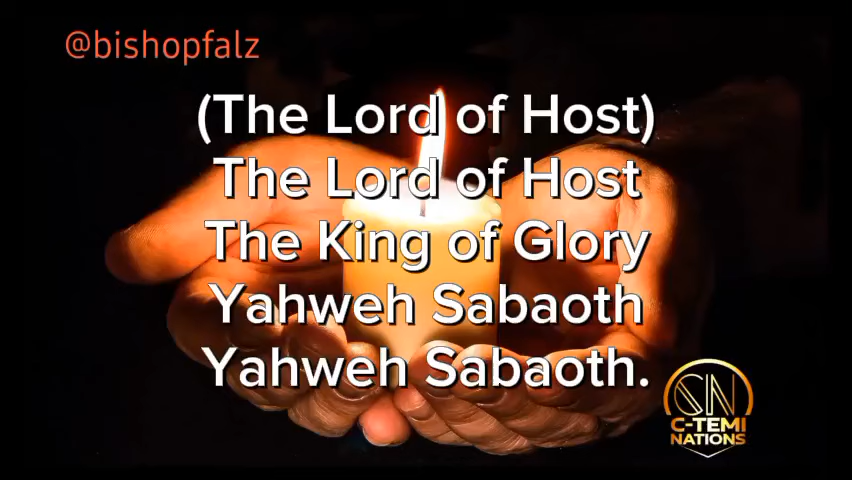 @bishopfalz
(The Lord of Host)
The Lord of Host
The King of Glory
Yahweh Sabaoth
Yahweh Sabaoth.
CN
C-TEMI
NATIONS